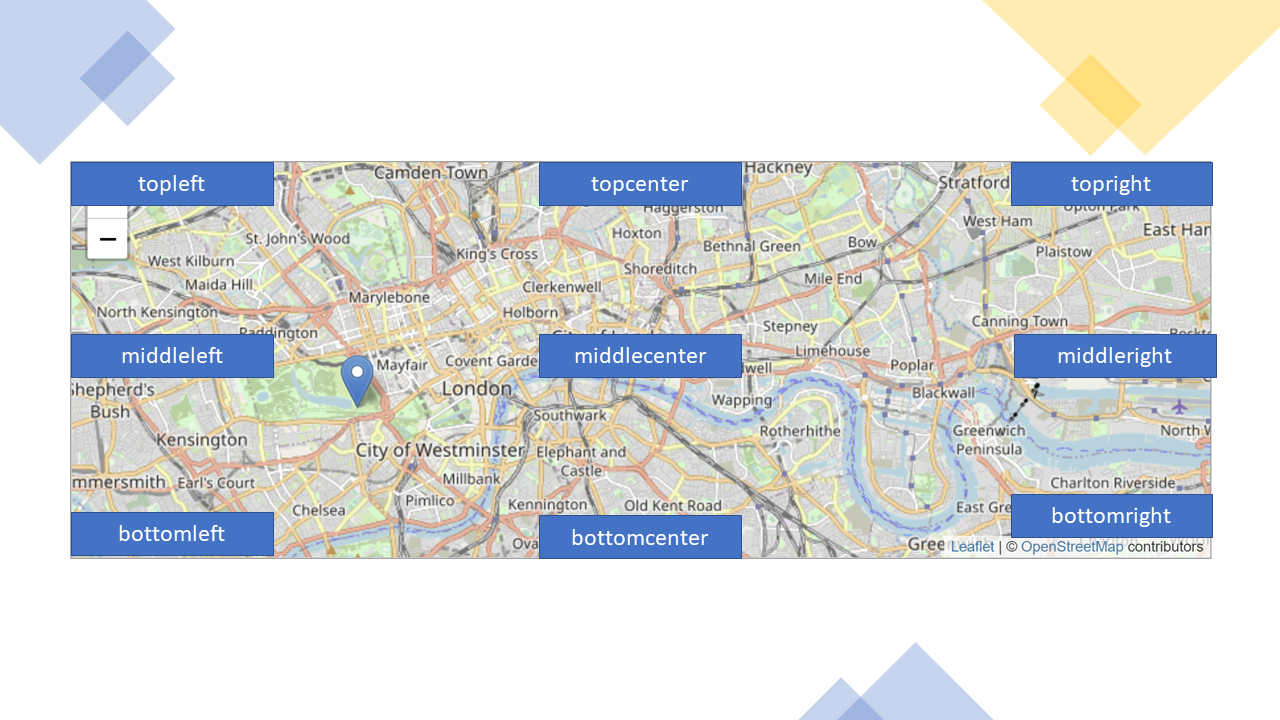 topleft
topcenter
topright
Camden Town
Hackney
Stratford
Haggerston
Upton Park
West Ham
East Har
St. John's Wood
Hoxton
Bethnal Green
Bow
Plaistow
−
West Kilburn
King's Cross
Shoreditch
Mile End
Maida Hill
Clerkenwell
Marylebone
North Kensington
Holborn
Stepney
Canning Town
Paddington
middleleft
middlecenter
middleright
Mayfair
Covent Garde
well
Limehouse
Poplar
Shepherd's
Bush
London
Wapping
Blackwall
Southwark
Kensington
Rotherhithe
Greenwich
Peninsula
North W
City of Westminster
Elephant and
Castle
mmersmith
Earl's Court
Millbank
Charlton Riverside
Pimlico
Kennington
Old Kent Road
East Gre
Chelsea
bottomright
bottomleft
bottomcenter
Ova
Gree
Leaflet | © OpenStreetMap contributors